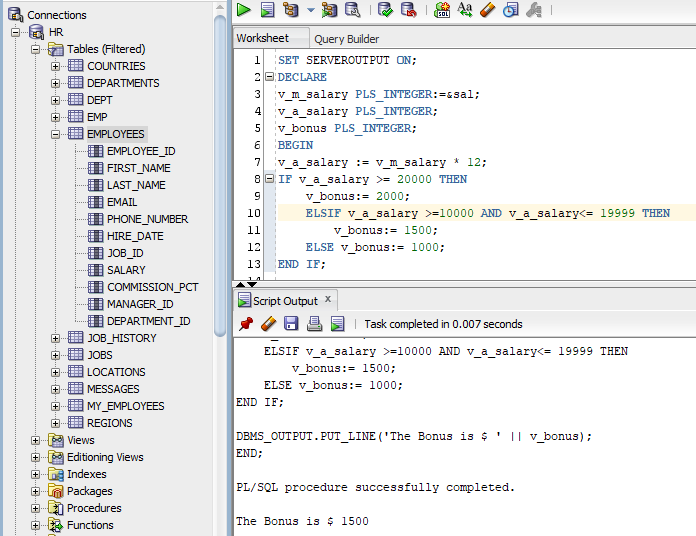 Connections
HR
Tables (Filtered)
COUNTRIES
DEPARTMENTS
DEPT
EMP
EMPLOYEES
EMPLOYEE_ID
FIRST_NAME
LAST_NAME
EMAIL
PHONE_NUMBER
HIRE_DATE
JOB_ID
SALARY
COMMISSION_PCT
MANAGER_ID
DEPARTMENT_ID
JOB_HISTORY
JOBS
LOCATIONS
MESSAGES
MY_EMPLOYEES
REGIONS
Views
Editioning Views
Indexes
Packages
Procedures
Functions
Worksheet Query Builder
1 SET SERVEROUTPUT ON;
2 DECLARE
3 v_m_salary PLS_INTEGER:=&sal;
4 v_a_salary PLS_INTEGER;
5 v_bonus PLS_INTEGER;
6 BEGIN
7 v_a_salary := v_m_salary * 12;
8 IF v_a_salary >= 20000 THEN
9 v_bonus:= 2000;
10 ELSIF v_a_salary >=10000 AND v_a_salary<= 19999 THEN
11 v_bonus:= 1500;
12 ELSE v_bonus:= 1000;
13 END IF;
Script Output x
Task completed in 0.007 seconds
ELSIF v_a_salary >=10000 AND v_a_salary<= 19999 THEN
v_bonus:= 1500;
ELSE v_bonus:= 1000;
END IF;
DBMS_OUTPUT.PUT_LINE('The Bonus is $ ' || v_bonus);
END;
PL/SQL procedure successfully completed.
The Bonus is $ 1500